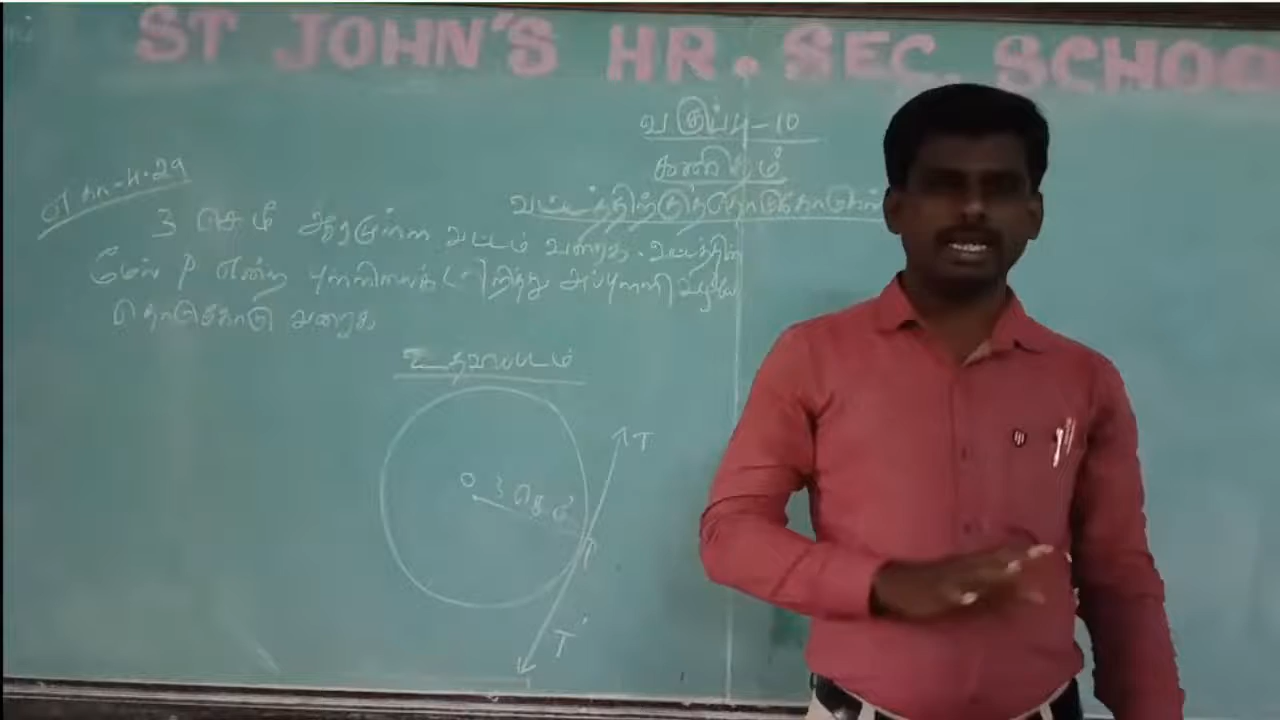 ST JOHN'S HR. SEC. SCHOO
வகுப்பு-10
கணிதம்
வட்டத்திற்குத்தொடுகோடுகள்
எ.கா-4.29
3 செ.மீ ஆரமுள்ள வட்டம் வரைக. வட்டத்தின்
மேல் P என்ற புள்ளியைக் குறித்து அப்புள்ளி வழியே
தொடுகோடு வரைக
உதவிப்படம்
T
O 3 செ.மீ
P
T'